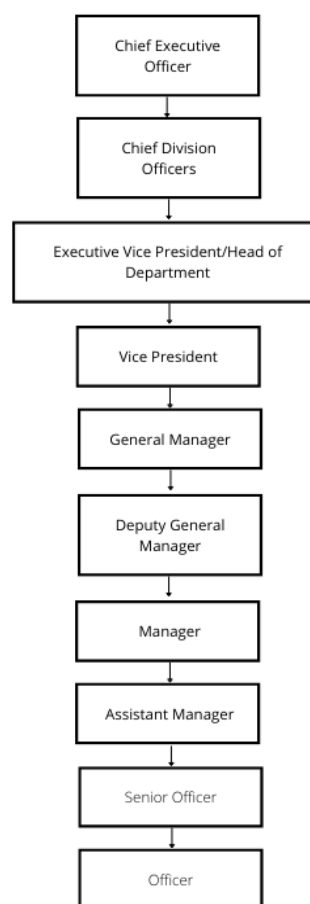 Chief Executive
Officer
Chief Division
Officers
Executive Vice President/Head of
Department
Vice President
General Manager
Deputy General
Manager
Manager
Assistant Manager
Senior Officer
Officer